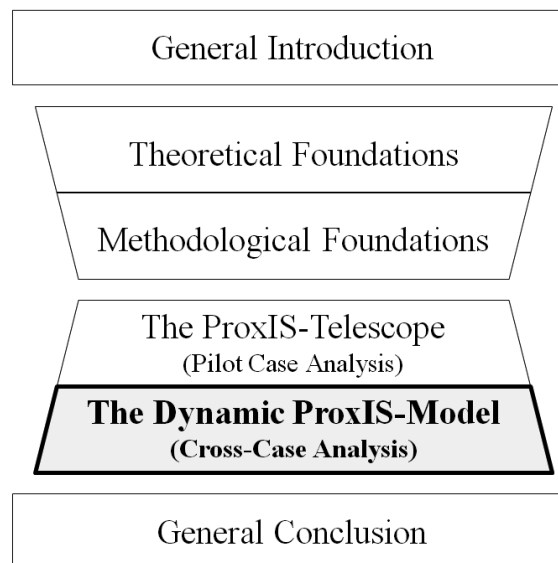 General Introduction
Theoretical Foundations
Methodological Foundations
The ProxIS-Telescope
(Pilot Case Analysis)
The Dynamic ProxIS-Model
(Cross-Case Analysis)
General Conclusion